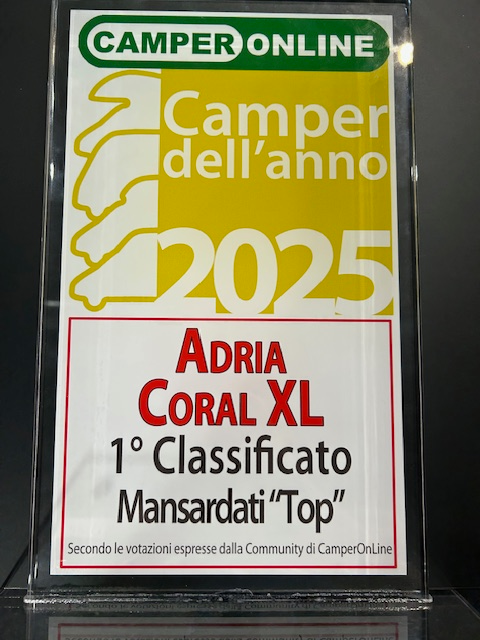 CAMPER ONLINE
Camper
dell'anno
2025
ADRIA
CORAL XL
1° Classificato
Mansardati "Top"
Secondo le votazioni espresse dalla Community di CamperOnLine